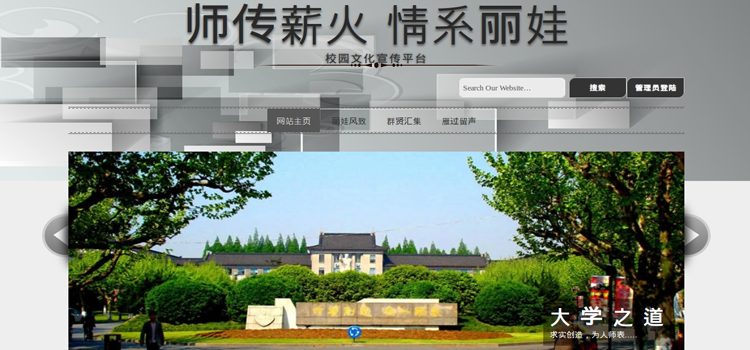 师传薪火 情系丽娃
校园文化宣传平台
Search Our Website... 搜索 管理员登陆
网站主页 丽娃风致 群贤汇集 雁过留声
大学之道
求实创造，为人师表.....